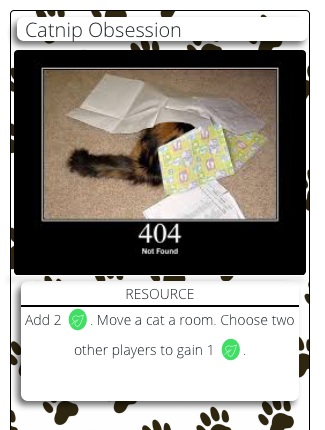 Catnip Obsession
404
Not Found
RESOURCE
Add 2 . Move a cat a room. Choose two
other players to gain 1 .